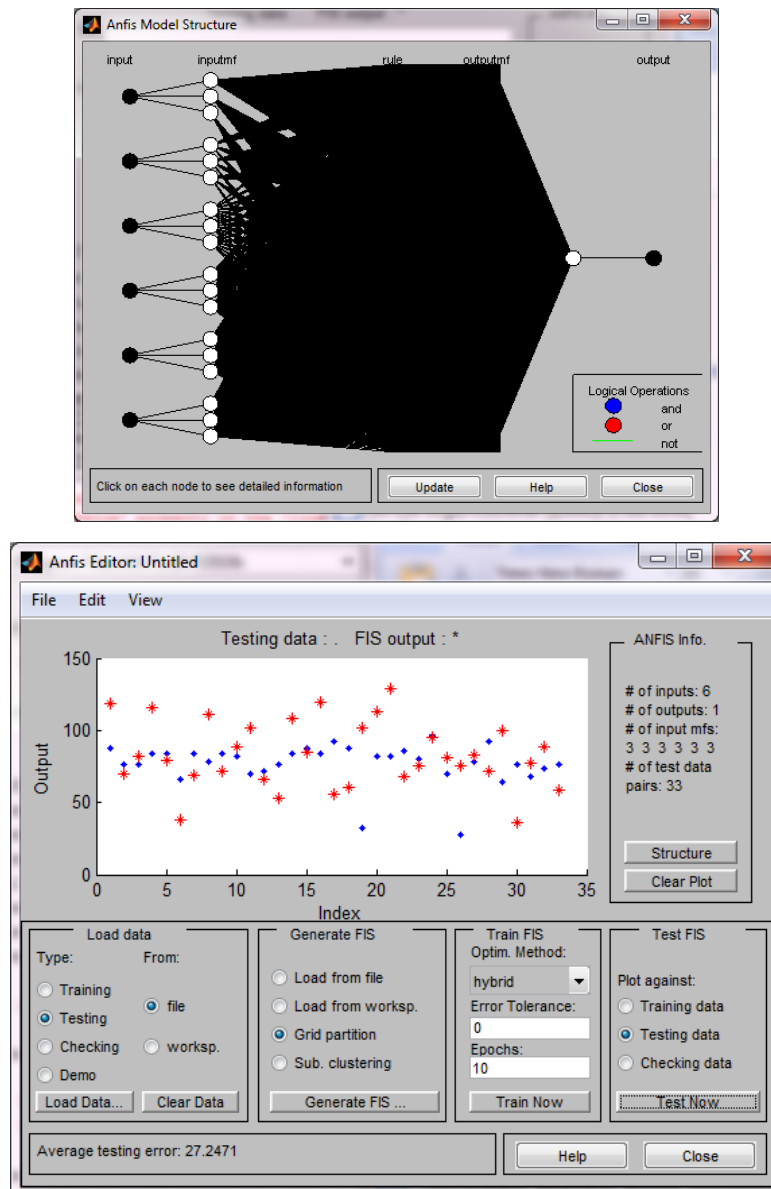 Anfis Model Structure
input inputmf rule outputmf output
Logical Operations
and
or
not
Click on each node to see detailed information
Update Help Close
Anfis Editor: Untitled
File Edit View
Testing data : . FIS output : *
150
100
50
0
Output
0 5 10 15 20 25 30 35
Index
ANFIS Info.
# of inputs: 6
# of outputs: 1
# of input mfs:
3 3 3 3 3 3
# of test data
pairs: 33
Structure
Clear Plot
Load data
Type: From:
Training
Testing
Checking
Demo
file
worksp.
Load Data... Clear Data
Generate FIS
Load from file
Load from worksp.
Grid partition
Sub. clustering
Generate FIS ...
Train FIS
Optim. Method:
hybrid
Error Tolerance:
0
Epochs:
10
Train Now
Test FIS
Plot against:
Training data
Testing data
Checking data
Test Now
Average testing error: 27.2471
Help Close